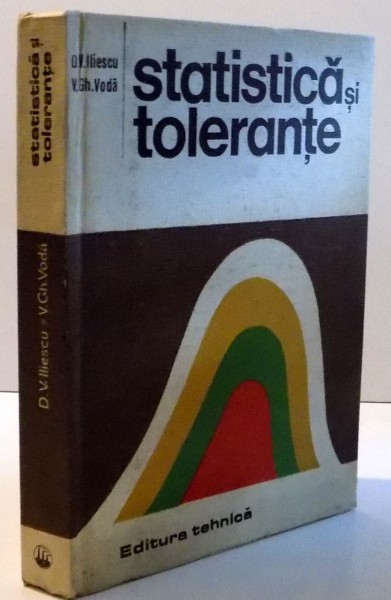 D.V.Iliescu
V.Gh.Vodă
statistică și
toleranțe
Editura tehnică
statistică și
toleranțe
D.V.Iliescu - V.Gh.Vodă